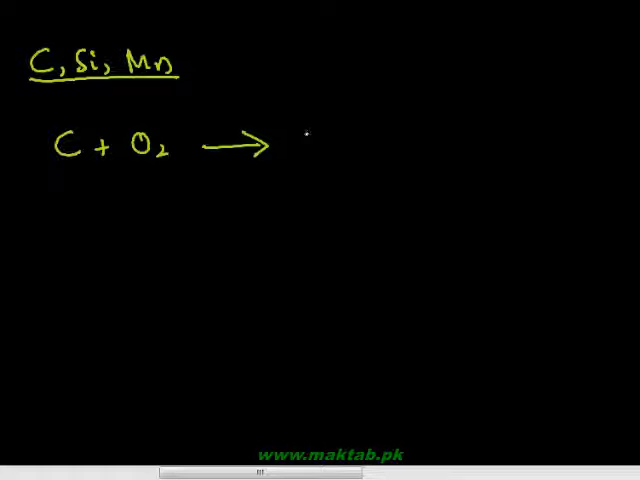 C, Si, Mn
C + O₂ ⟶
www.maktab.pk